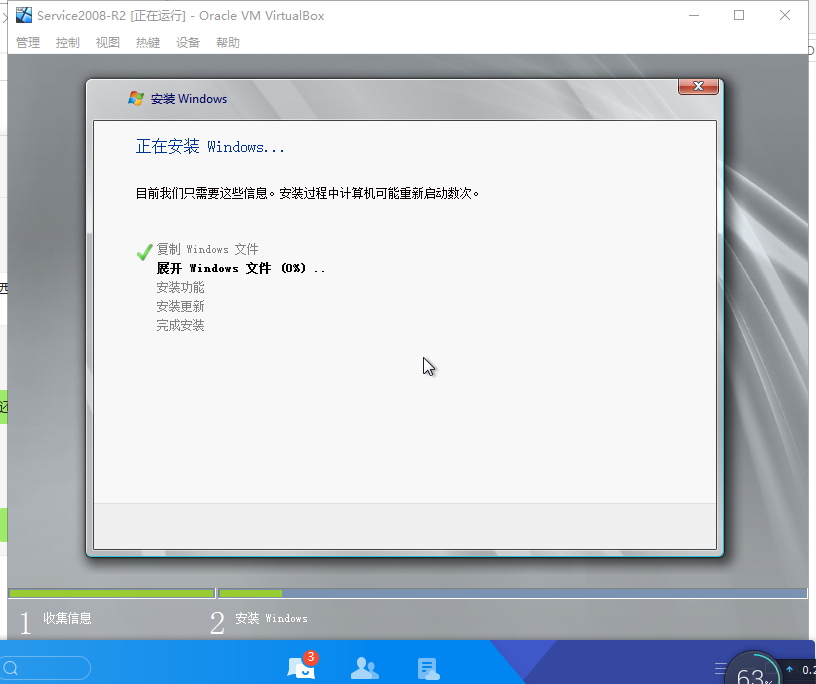 Service2008-R2 [正在运行] - Oracle VM VirtualBox
管理 控制 视图 热键 设备 帮助
安装 Windows
正在安装 Windows...
目前我们只需要这些信息。安装过程中计算机可能重新启动数次。
复制 Windows 文件
展开 Windows 文件 (0%) ..
安装功能
安装更新
完成安装
1 收集信息 2 安装 Windows
3
63%
0.2